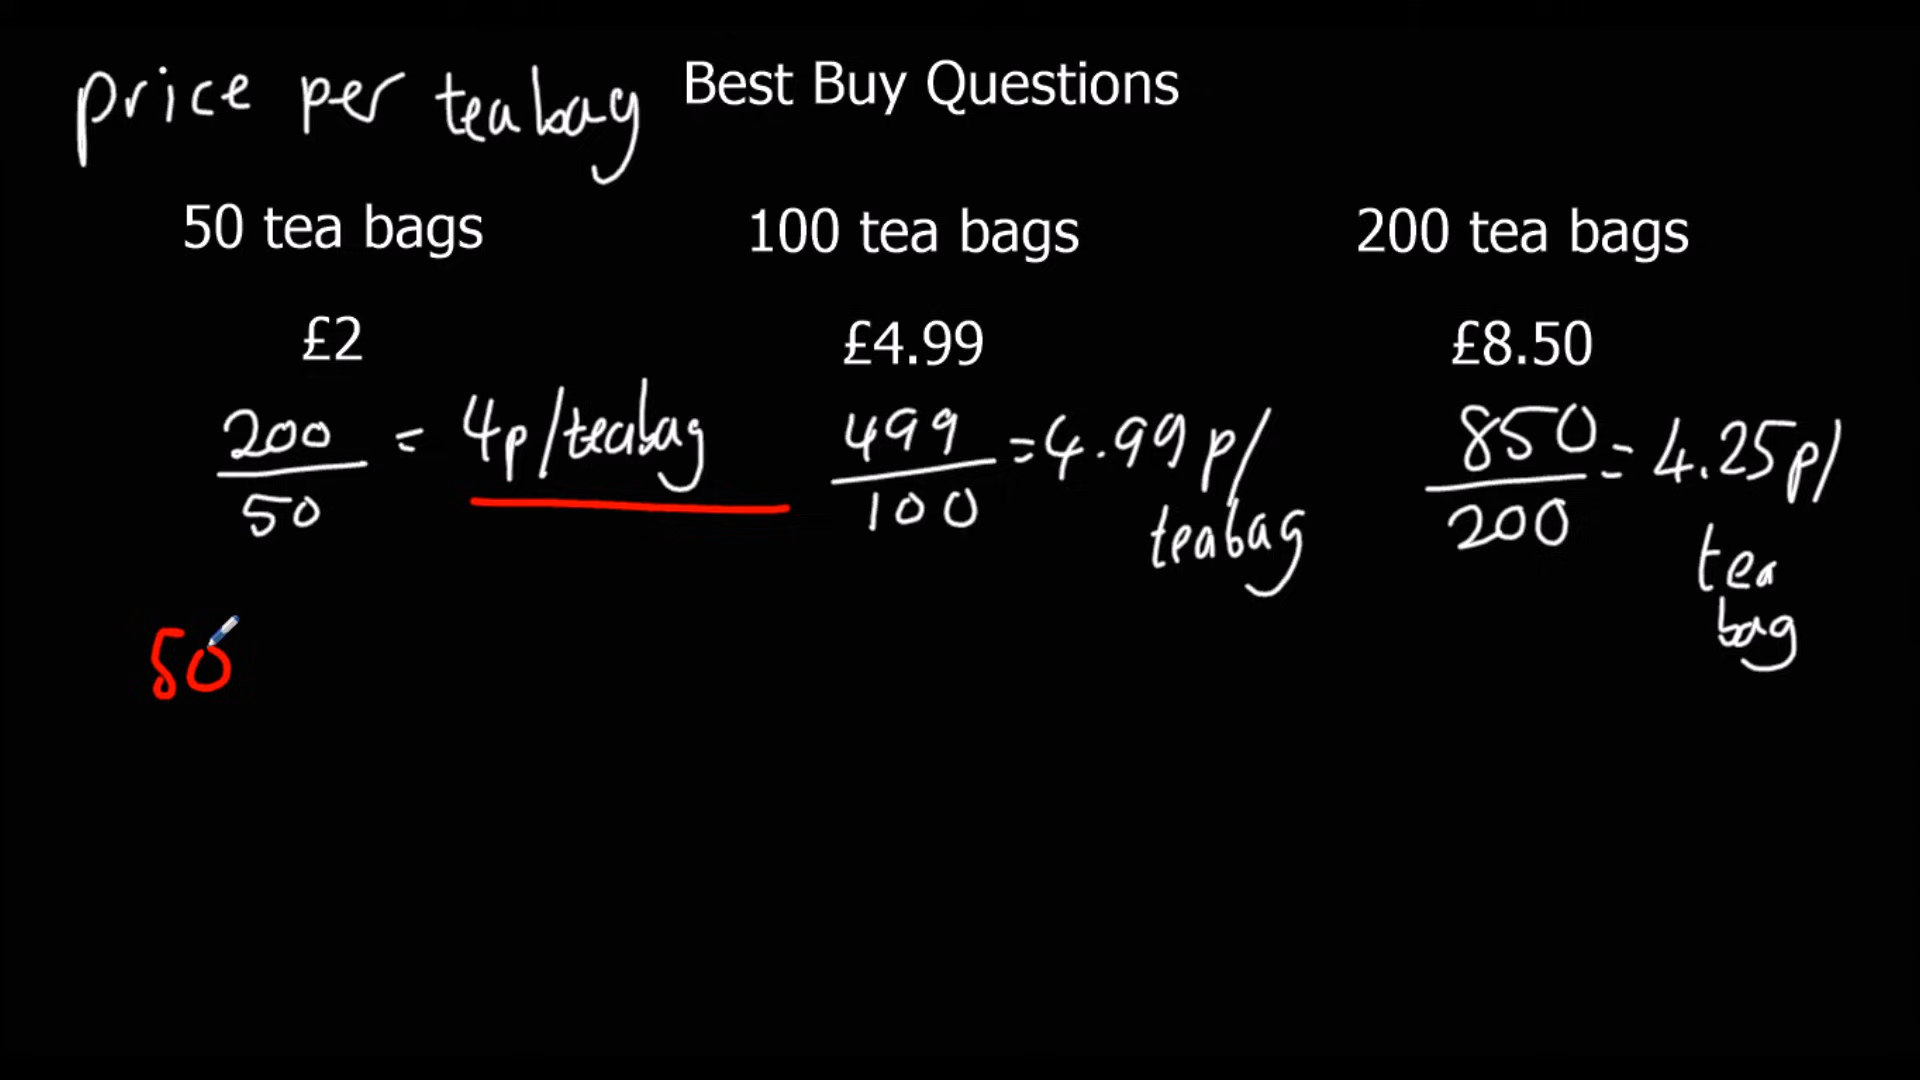 price per teabag Best Buy Questions
50 tea bags 100 tea bags 200 tea bags
£2 £4.99 £8.50
200/50 = 4p/teabag 499/100 = 4.99p/teabag 850/200 = 4.25p/tea bag
50